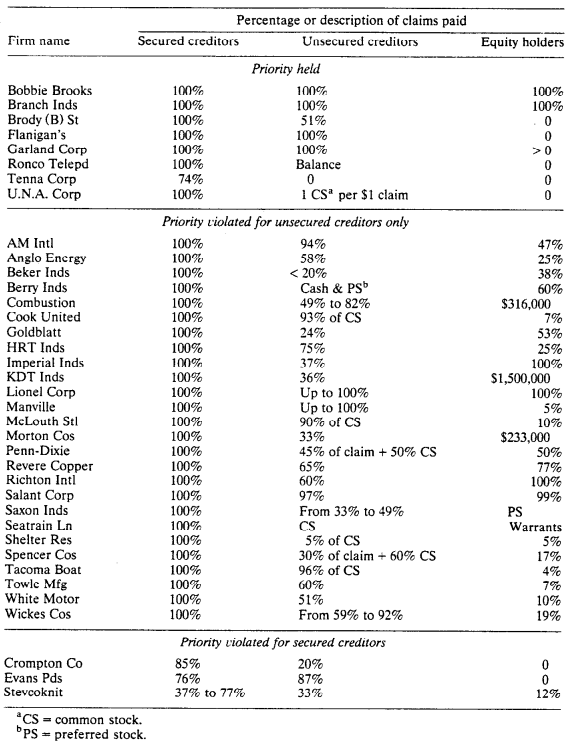 Percentage or description of claims paid
Firm name Secured creditors Unsecured creditors Equity holders
Priority held
Bobbie Brooks 100% 100% 100%
Branch Inds 100% 100% 100%
Brody (B) St 100% 51% 0
Flanigan's 100% 100% 0
Garland Corp 100% 100% > 0
Ronco Telepd 100% Balance 0
Tenna Corp 74% 0 0
U.N.A. Corp 100% 1 CSa per $1 claim 0
Priority violated for unsecured creditors only
AM Intl 100% 94% 47%
Anglo Energy 100% 58% 25%
Beker Inds 100% < 20% 38%
Berry Inds 100% Cash & PSb 60%
Combustion 100% 49% to 82% $316,000
Cook United 100% 93% of CS 7%
Goldblatt 100% 24% 53%
HRT Inds 100% 75% 25%
Imperial Inds 100% 37% 100%
KDT Inds 100% 36% $1,500,000
Lionel Corp 100% Up to 100% 100%
Manville 100% Up to 100% 5%
McLouth Stl 100% 90% of CS 10%
Morton Cos 100% 33% $233,000
Penn-Dixie 100% 45% of claim + 50% CS 50%
Revere Copper 100% 65% 77%
Richton Intl 100% 60% 100%
Salant Corp 100% 97% 99%
Saxon Inds 100% From 33% to 49% PS
Seatrain Ln 100% CS Warrants
Shelter Res 100% 5% of CS 5%
Spencer Cos 100% 30% of claim + 60% CS 17%
Tacoma Boat 100% 96% of CS 4%
Towle Mfg 100% 60% 7%
White Motor 100% 51% 10%
Wickes Cos 100% From 59% to 92% 19%
Priority violated for secured creditors
Crompton Co 85% 20% 0
Evans Pds 76% 87% 0
Stevcoknit 37% to 77% 33% 12%
aCS = common stock.
bPS = preferred stock.